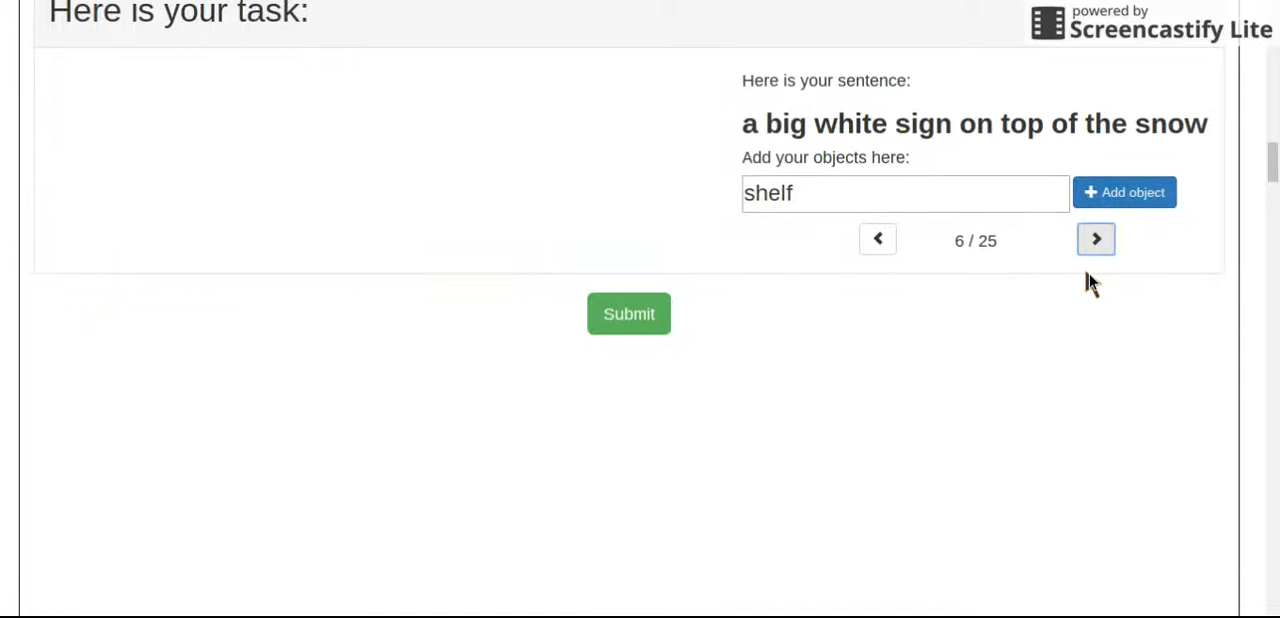 Here is your task:
powered by
Screencastify Lite
Here is your sentence:
a big white sign on top of the snow
Add your objects here:
shelf
Add object
6 / 25
Submit